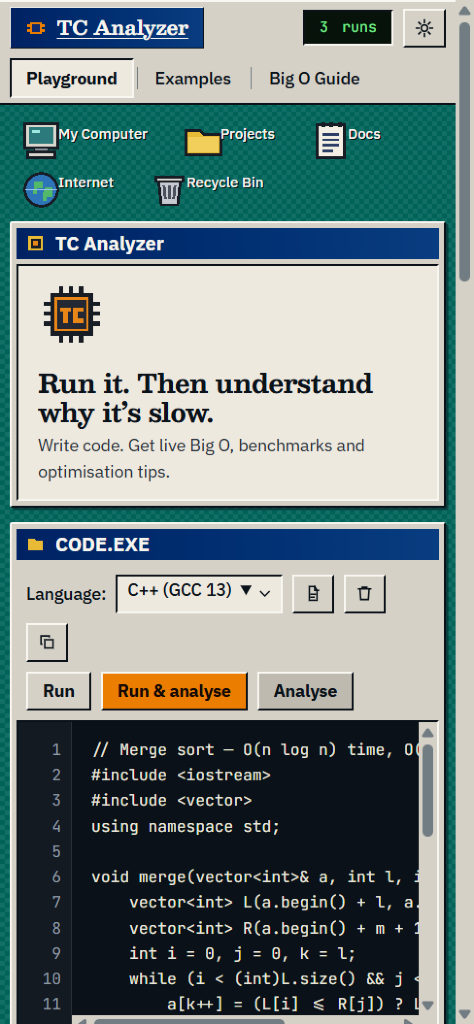 TC Analyzer
3 runs
Playground
Examples
Big O Guide
My Computer
Projects
Docs
Internet
Recycle Bin
TC Analyzer
TC
Run it. Then understand
why it’s slow.
Write code. Get live Big O, benchmarks and
optimisation tips.
CODE.EXE
Language:
C++ (GCC 13)
Run
Run & analyse
Analyse
1 // Merge sort — O(n log n) time, O(
2 #include <iostream>
3 #include <vector>
4 using namespace std;
5
6 void merge(vector<int>& a, int l, i
7 vector<int> L(a.begin() + l, a.
8 vector<int> R(a.begin() + m + 1
9 int i = 0, j = 0, k = l;
10 while (i < (int)L.size() && j <
11 a[k++] = (L[i] <= R[j]) ? L